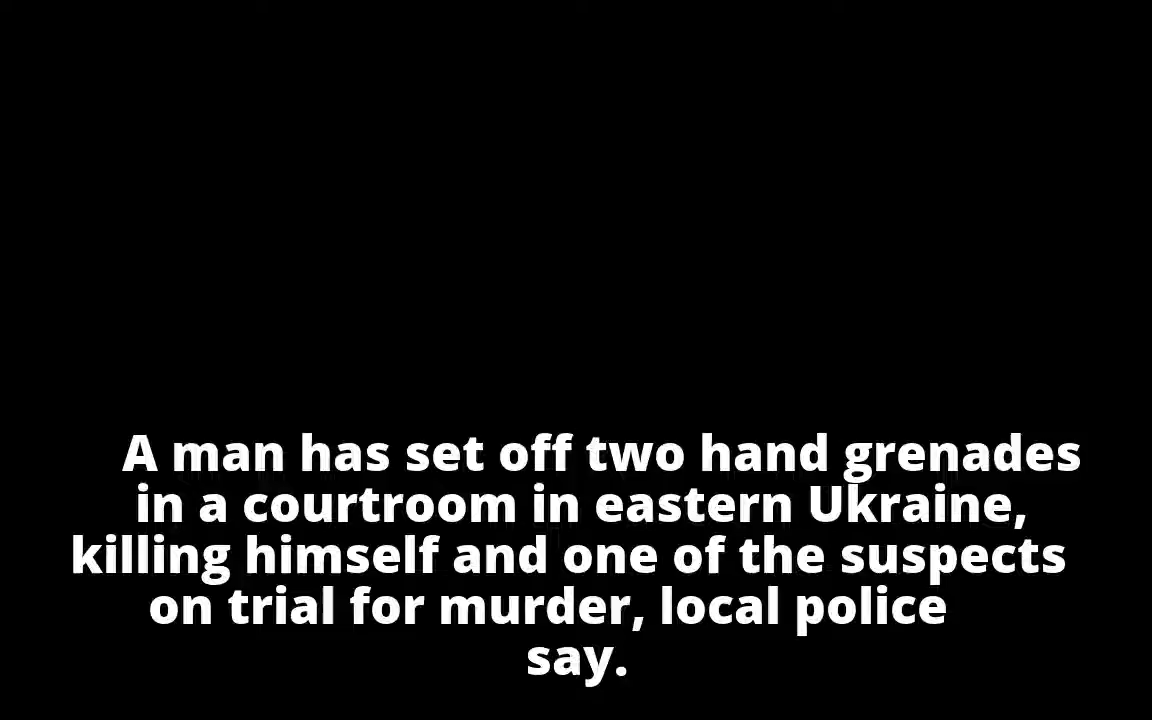 A man has set off two hand grenades
in a courtroom in eastern Ukraine,
killing himself and one of the suspects
on trial for murder, local police
say.